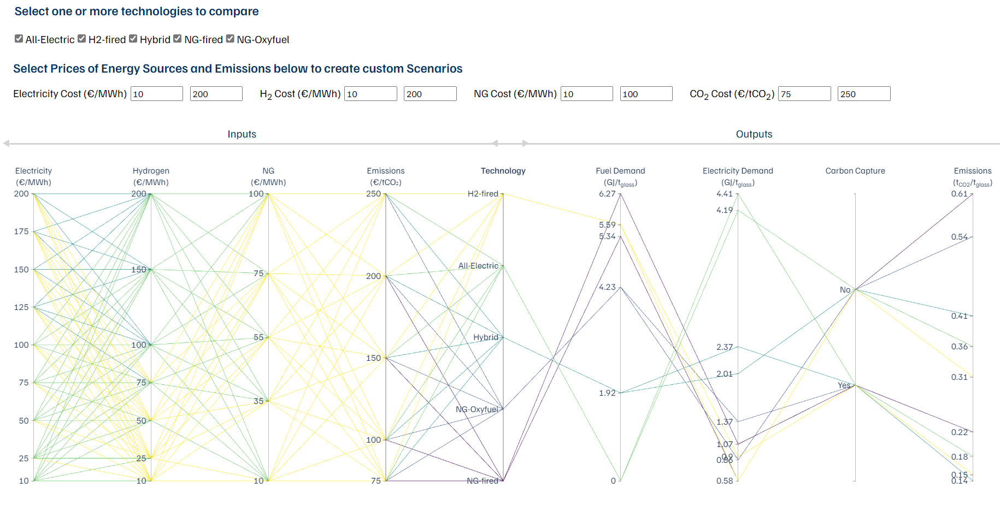 Select one or more technologies to compare
All-Electric H2-fired Hybrid NG-fired NG-Oxyfuel
Select Prices of Energy Sources and Emissions below to create custom Scenarios
Electricity Cost (€/MWh) 10 200 H2 Cost (€/MWh) 10 200 NG Cost (€/MWh) 10 100 CO2 Cost (€/tCO2) 75 250
Inputs Outputs
Electricity (€/MWh)
200
175
150
125
100
75
50
25
10
Hydrogen (€/MWh)
200
150
100
75
50
25
10
NG (€/MWh)
100
75
55
35
10
Emissions (€/tCO2)
250
200
150
100
75
Technology
H2-fired
All-Electric
Hybrid
NG-Oxyfuel
NG-fired
Fuel Demand (GJ/tglass)
6.27
5.59
5.34
4.23
1.92
0
Electricity Demand (GJ/tglass)
4.41
4.19
2.37
2.01
1.37
1.07
0.9
0.86
0.58
Carbon Capture
No
Yes
Emissions (tCO2/tglass)
0.61
0.54
0.41
0.36
0.31
0.22
0.18
0.15
0.14